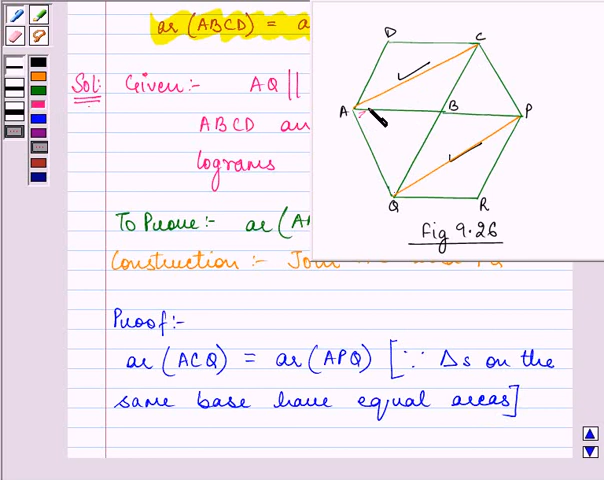 ar (ABCD) = a
Sol: Given:- AQ ||
ABCD an
lograms
To Prove:- ar (A
Construction:-
Proof:-
ar (ACQ) = ar (APQ) [∵ Δs on the
same base have equal areas]
D C
A B P
Q R
Fig 9.26